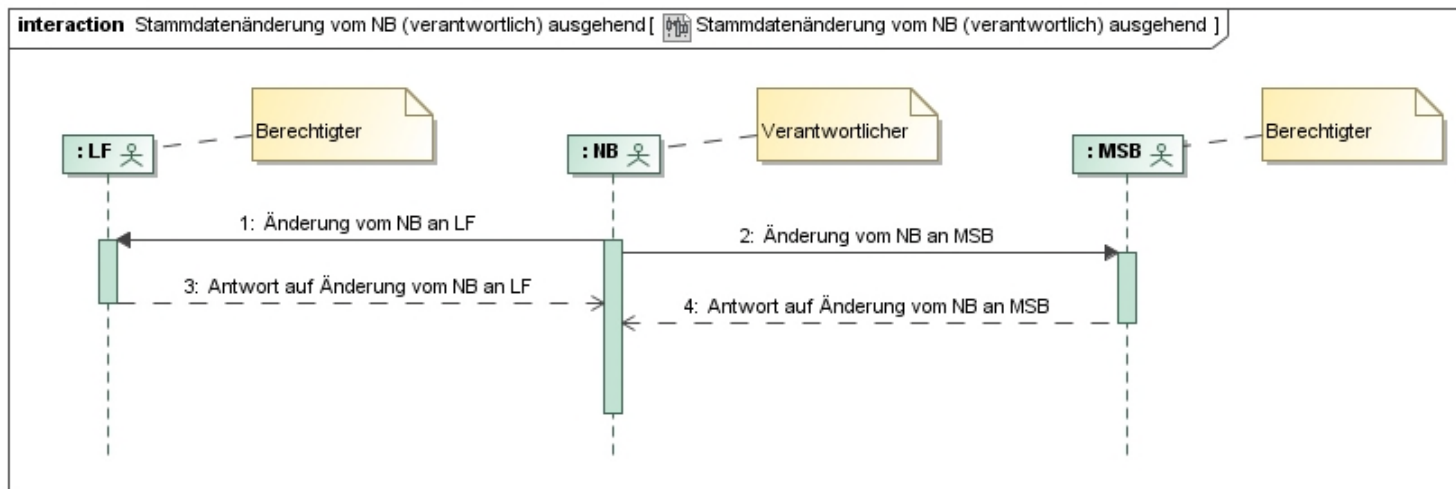 interaction Stammdatenänderung vom NB (verantwortlich) ausgehend [ Stammdatenänderung vom NB (verantwortlich) ausgehend ]
Berechtigter
Verantwortlicher
Berechtigter
: LF
: NB
: MSB
1: Änderung vom NB an LF
2: Änderung vom NB an MSB
3: Antwort auf Änderung vom NB an LF
4: Antwort auf Änderung vom NB an MSB